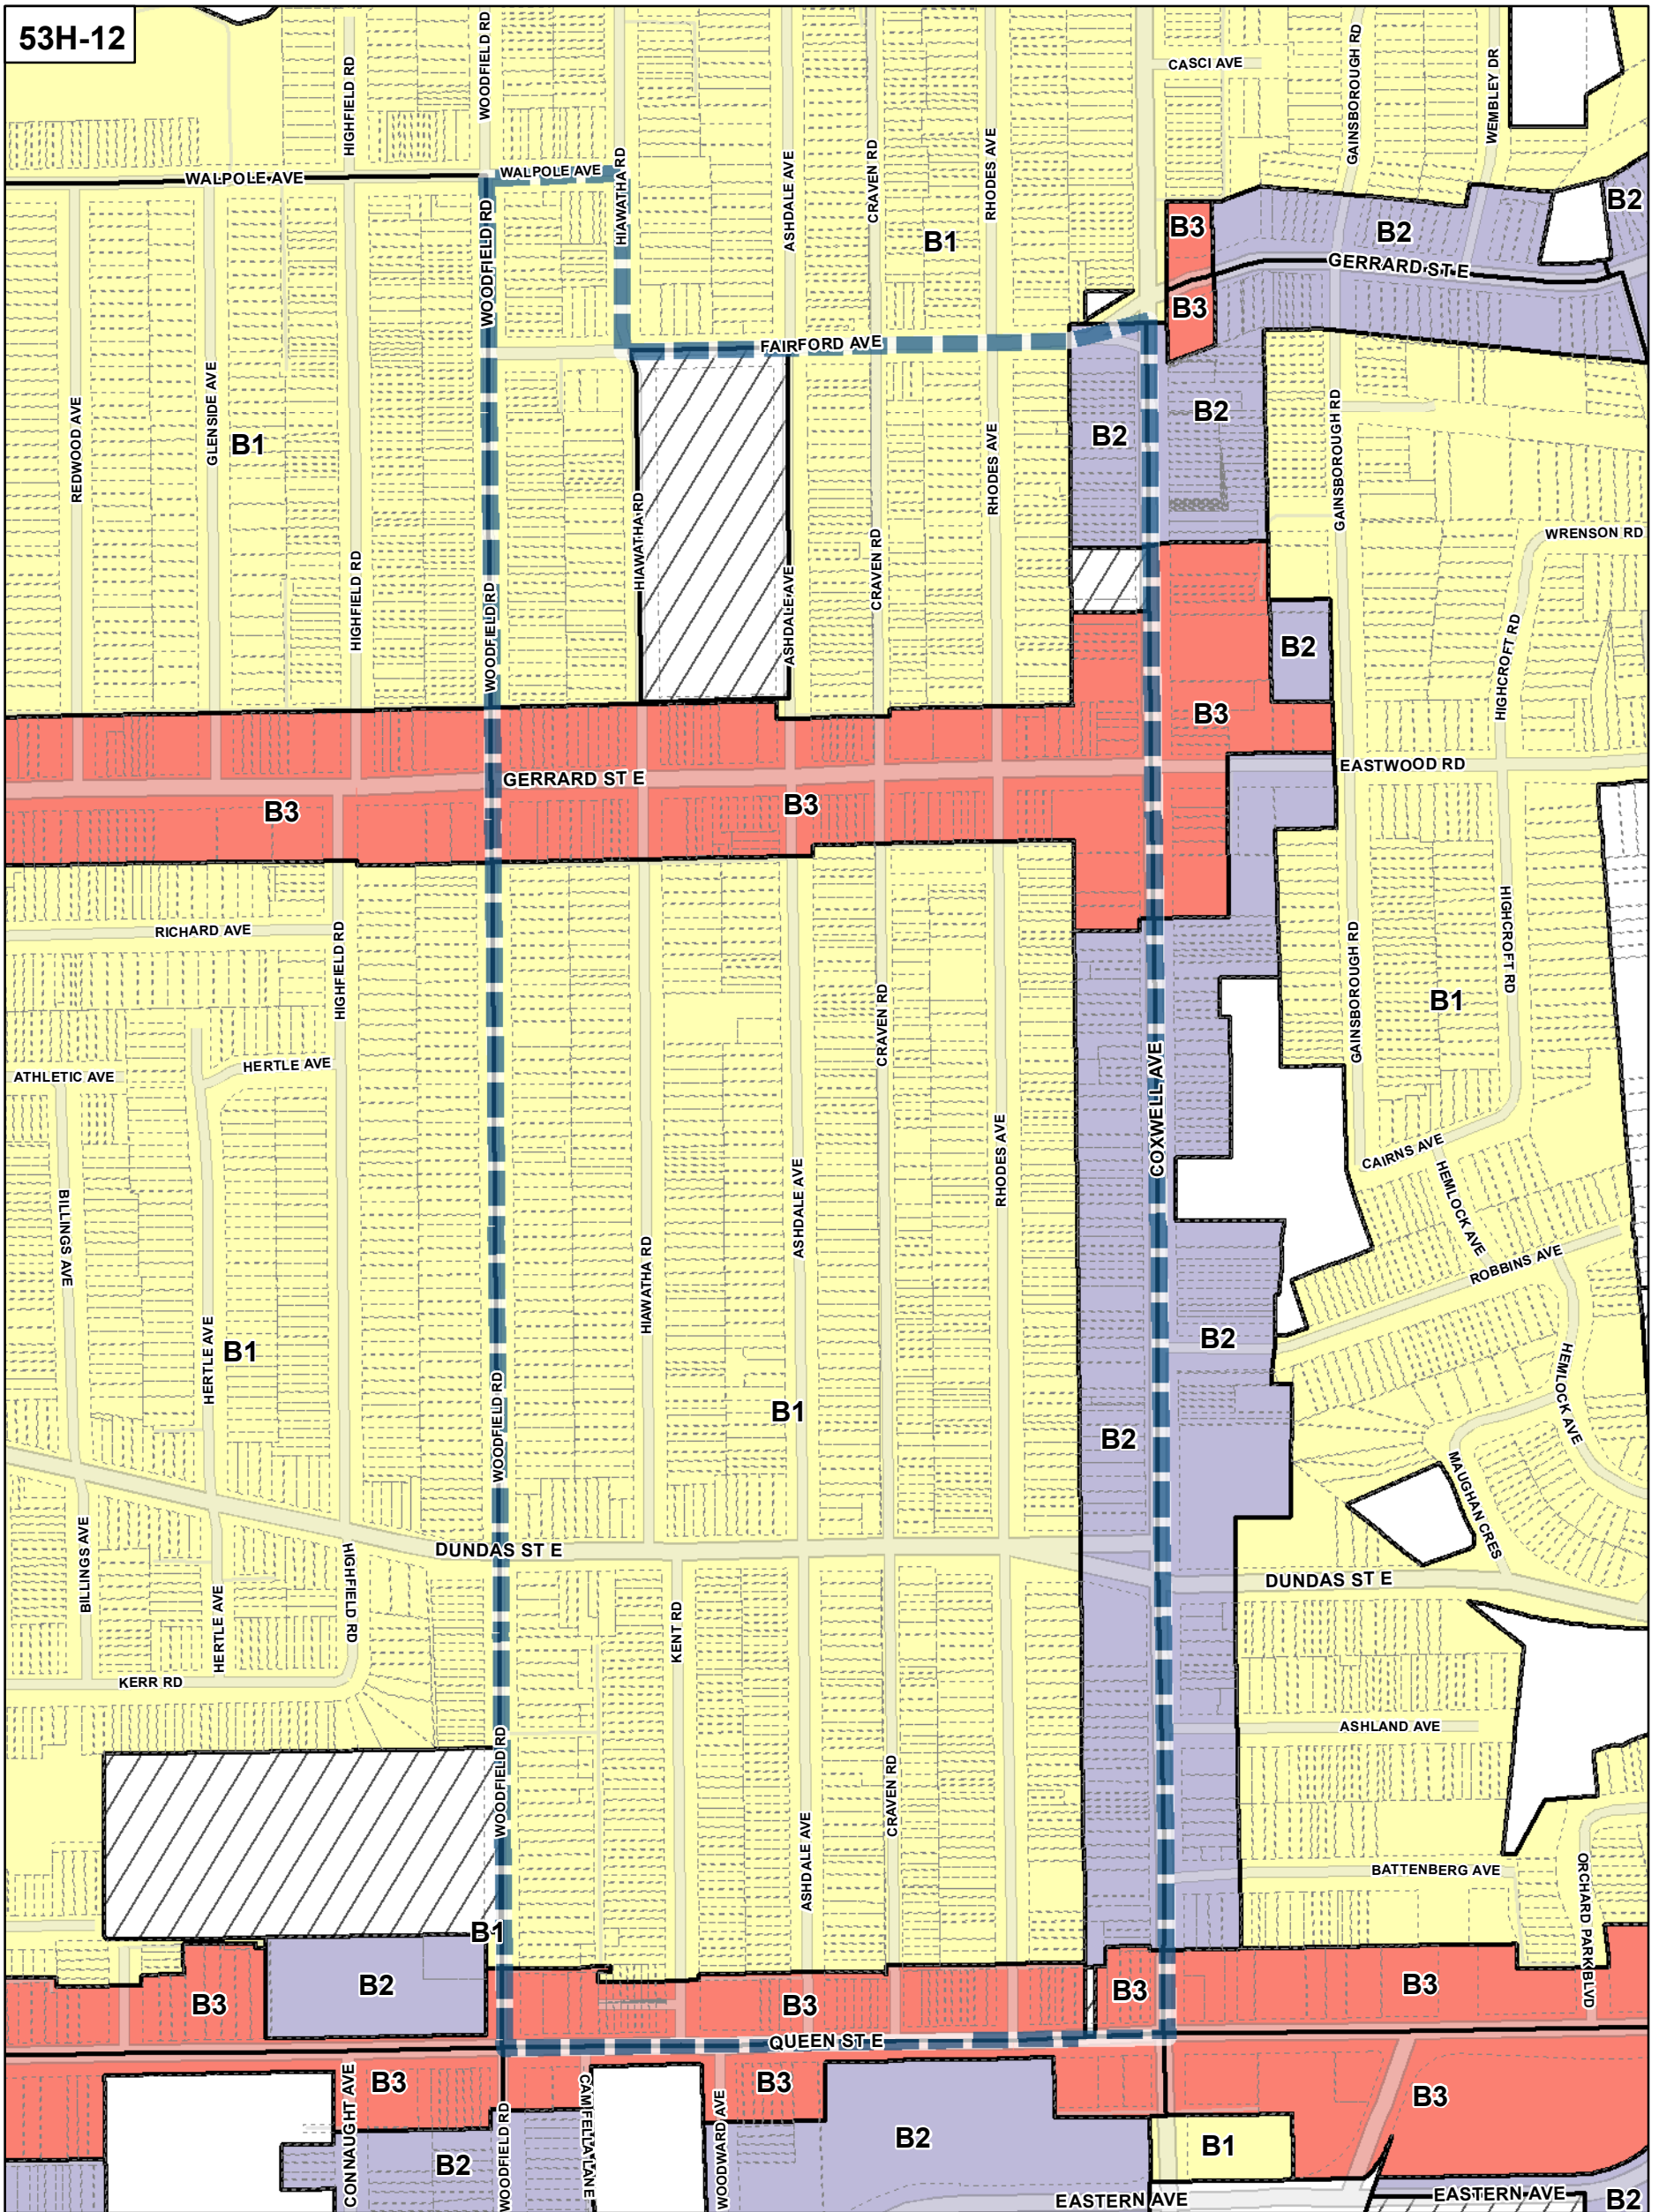 53H-12
HIGHFIELD RD
WOODFIELD RD
CASCI AVE
GAINSBOROUGH RD
WEMBLEY DR
WALPOLE AVE
WALPOLE AVE
HIAWATHA RD
ASHDALE AVE
CRAVEN RD
RHODES AVE
B1
B3
B2
B2
GERRARD ST E
B3
WOODFIELD RD
FAIRFORD AVE
REDWOOD AVE
GLENSIDE AVE
B1
B2
B2
GAINSBOROUGH RD
RHODES AVE
HIAWATHA RD
CRAVEN RD
WRENSON RD
HIGHFIELD RD
WOODFIELD RD
ASHDALE AVE
B2
HIGHCROFT RD
B3
GERRARD ST E
EASTWOOD RD
B3
B3
RICHARD AVE
HIGHFIELD RD
CRAVEN RD
GAINSBOROUGH RD
HIGHCROFT RD
B1
ATHLETIC AVE
HERTLE AVE
COXWELL AVE
CAIRNS AVE
HEMLOCK AVE
BILLINGS AVE
ASHDALE AVE
RHODES AVE
HIAWATHA RD
ROBBINS AVE
HERTLE AVE
B1
B2
HEMLOCK AVE
WOODFIELD RD
B1
B2
MAUGHAN CRES
DUNDAS ST E
DUNDAS ST E
BILLINGS AVE
HERTLE AVE
HIGHFIELD RD
KENT RD
KERR RD
ASHLAND AVE
WOODFIELD RD
CRAVEN RD
ASHDALE AVE
BATTENBERG AVE
ORCHARD PARK BLVD
B1
B2
B3
B3
B3
B3
QUEEN ST E
B3
B3
B3
CONNAUGHT AVE
WOODFIELD RD
CAMFELLA LANE
WOODWARD AVE
B2
B2
B1
EASTERN AVE
EASTERN AVE
B2